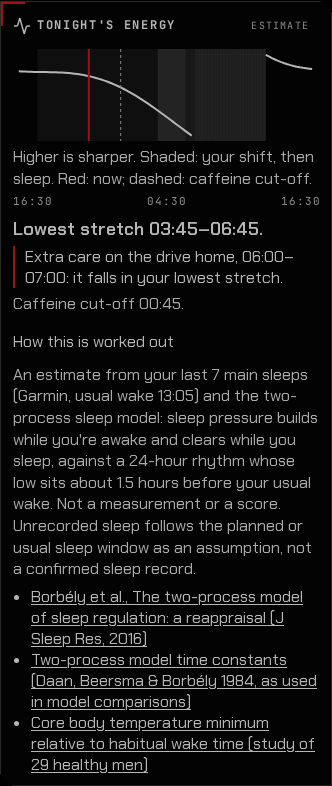 TONIGHT'S ENERGY
ESTIMATE
Higher is sharper. Shaded: your shift, then
sleep. Red: now; dashed: caffeine cut-off.
16:30 04:30 16:30
Lowest stretch 03:45–06:45.
Extra care on the drive home, 06:00–
07:00: it falls in your lowest stretch.
Caffeine cut-off 00:45.
How this is worked out
An estimate from your last 7 main sleeps
(Garmin, usual wake 13:05) and the two-
process sleep model: sleep pressure builds
while you're awake and clears while you
sleep, against a 24-hour rhythm whose
low sits about 1.5 hours before your usual
wake. Not a measurement or a score.
Unrecorded sleep follows the planned or
usual sleep window as an assumption, not
a confirmed sleep record.
• Borbély et al., The two-process model
of sleep regulation: a reappraisal (J
Sleep Res, 2016)
• Two-process model time constants
(Daan, Beersma & Borbély 1984, as used
in model comparisons)
• Core body temperature minimum
relative to habitual wake time (study of
29 healthy men)